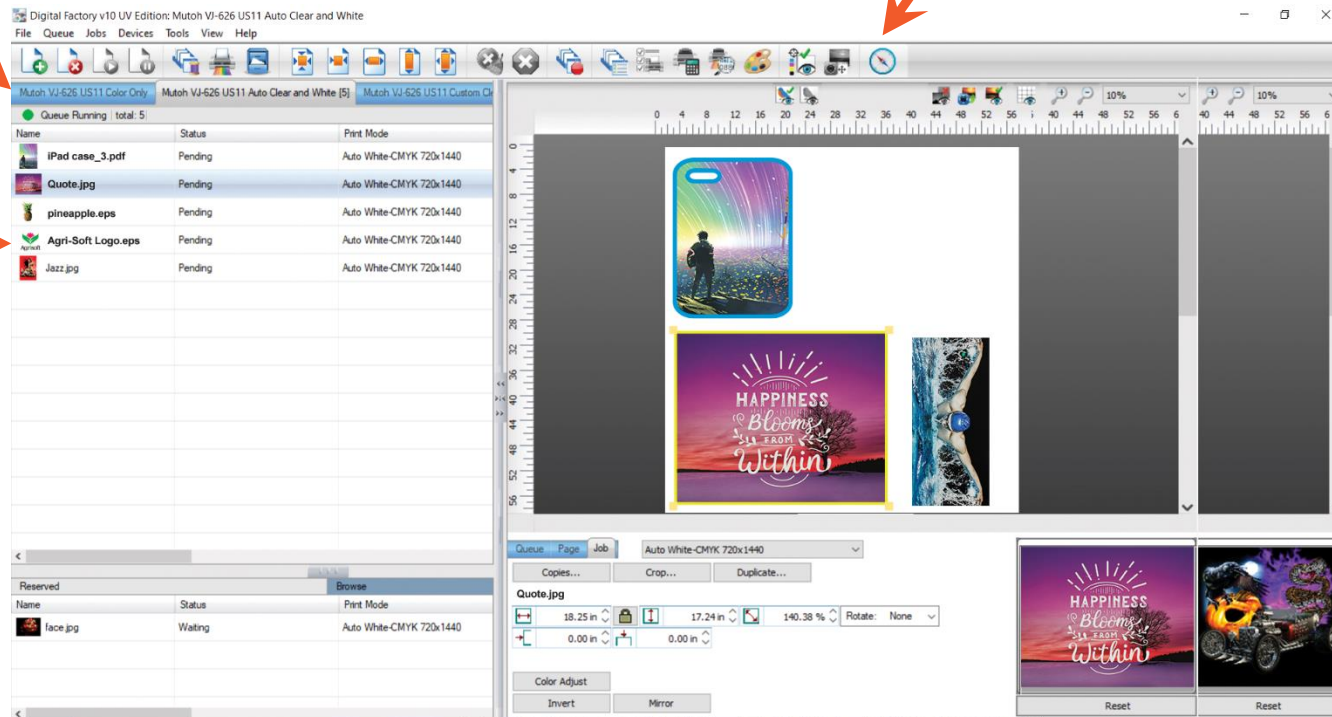 Digital Factory v10 UV Edition: Mutoh VJ-626 US11 Auto Clear and White
File Queue Jobs Devices Tools View Help
Mutoh VJ-626 US11 Color Only Mutoh VJ-626 US11 Auto Clear and White [5] Mutoh VJ-626 US11 Custom Cle
Queue Running total: 5
Name Status Print Mode
iPad case_3.pdf Pending Auto White-CMYK 720x1440
Quote.jpg Pending Auto White-CMYK 720x1440
pineapple.eps Pending Auto White-CMYK 720x1440
Agrisoft Agri-Soft Logo.eps Pending Auto White-CMYK 720x1440
Jazz.jpg Pending Auto White-CMYK 720x1440
Reserved Browse
Name Status Print Mode
face.jpg Waiting Auto White-CMYK 720x1440
10% 10%
0 4 8 12 16 20 24 28 32 36 40 44 48 52 56 40 44 48 52 56 6 40 44 48 52 56 6
0
4
8
12
16
20
24
28
32
36
40
44
48
52
56
HAPPINESS
Blooms
FROM
Within
Queue Page Job Auto White-CMYK 720x1440
Copies... Crop... Duplicate...
Quote.jpg
18.25 in 17.24 in 140.38 % Rotate: None
0.00 in 0.00 in
Color Adjust
Invert Mirror
HAPPINESS
Blooms
FROM
Within
Reset Reset